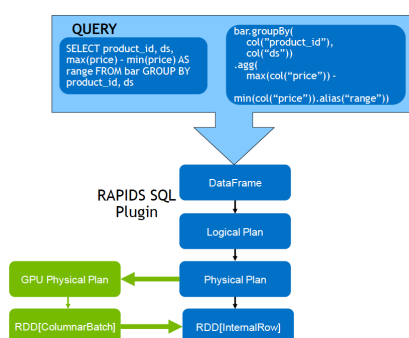 QUERY
SELECT product_id, ds,
max(price) - min(price) AS
range FROM bar GROUP BY
product_id, ds
bar.groupBy(
col("product_id"),
col("ds"))
.agg(
max(col("price")) -
min(col("price")).alias("range"))
DataFrame
RAPIDS SQL
Plugin
Logical Plan
GPU Physical Plan
Physical Plan
RDD[ColumnarBatch]
RDD[InternalRow]